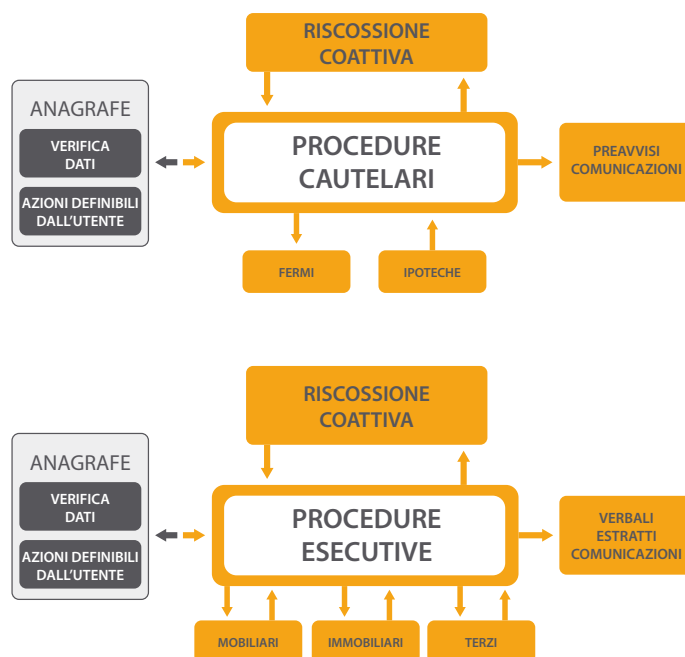 RISCOSSIONE
COATTIVA
ANAGRAFE
VERIFICA
DATI
AZIONI DEFINIBILI
DALL'UTENTE
PROCEDURE
CAUTELARI
PREAVVISI
COMUNICAZIONI
FERMI
IPOTECHE
RISCOSSIONE
COATTIVA
ANAGRAFE
VERIFICA
DATI
AZIONI DEFINIBILI
DALL'UTENTE
PROCEDURE
ESECUTIVE
VERBALI
ESTRATTI
COMUNICAZIONI
MOBILIARI
IMMOBILIARI
TERZI